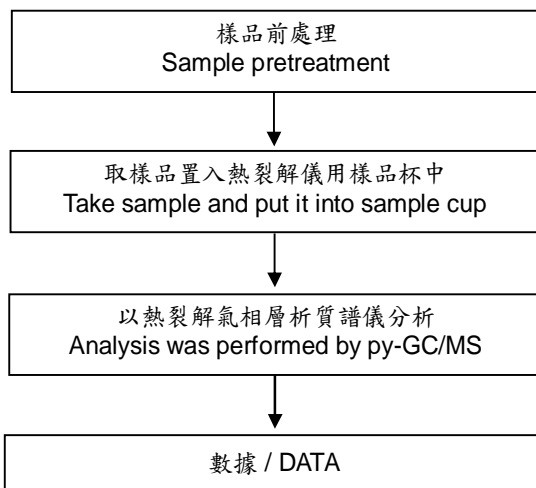 樣品前處理
Sample pretreatment
取樣品置入熱裂解儀用樣品杯中
Take sample and put it into sample cup
以熱裂解氣相層析質譜儀分析
Analysis was performed by py-GC/MS
數據 / DATA